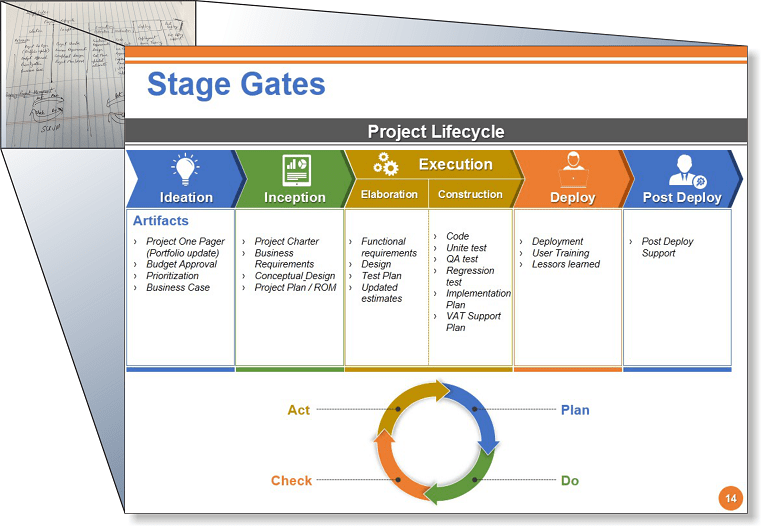 Stage Gates
Project Lifecycle
Ideation
Inception
Execution
Elaboration
Construction
Deploy
Post Deploy
Artifacts
› Project One Pager
(Portfolio update)
› Budget Approval
› Prioritization
› Business Case
› Project Charter
› Business
Requirements
› Conceptual Design
› Project Plan / ROM
› Functional
requirements
› Design
› Test Plan
› Updated
estimates
› Code
› Unite test
› QA test
› Regression
test
› Implementation
Plan
› VAT Support
Plan
› Deployment
› User Training
› Lessors learned
› Post Deploy
Support
Act
Plan
Check
Do
14